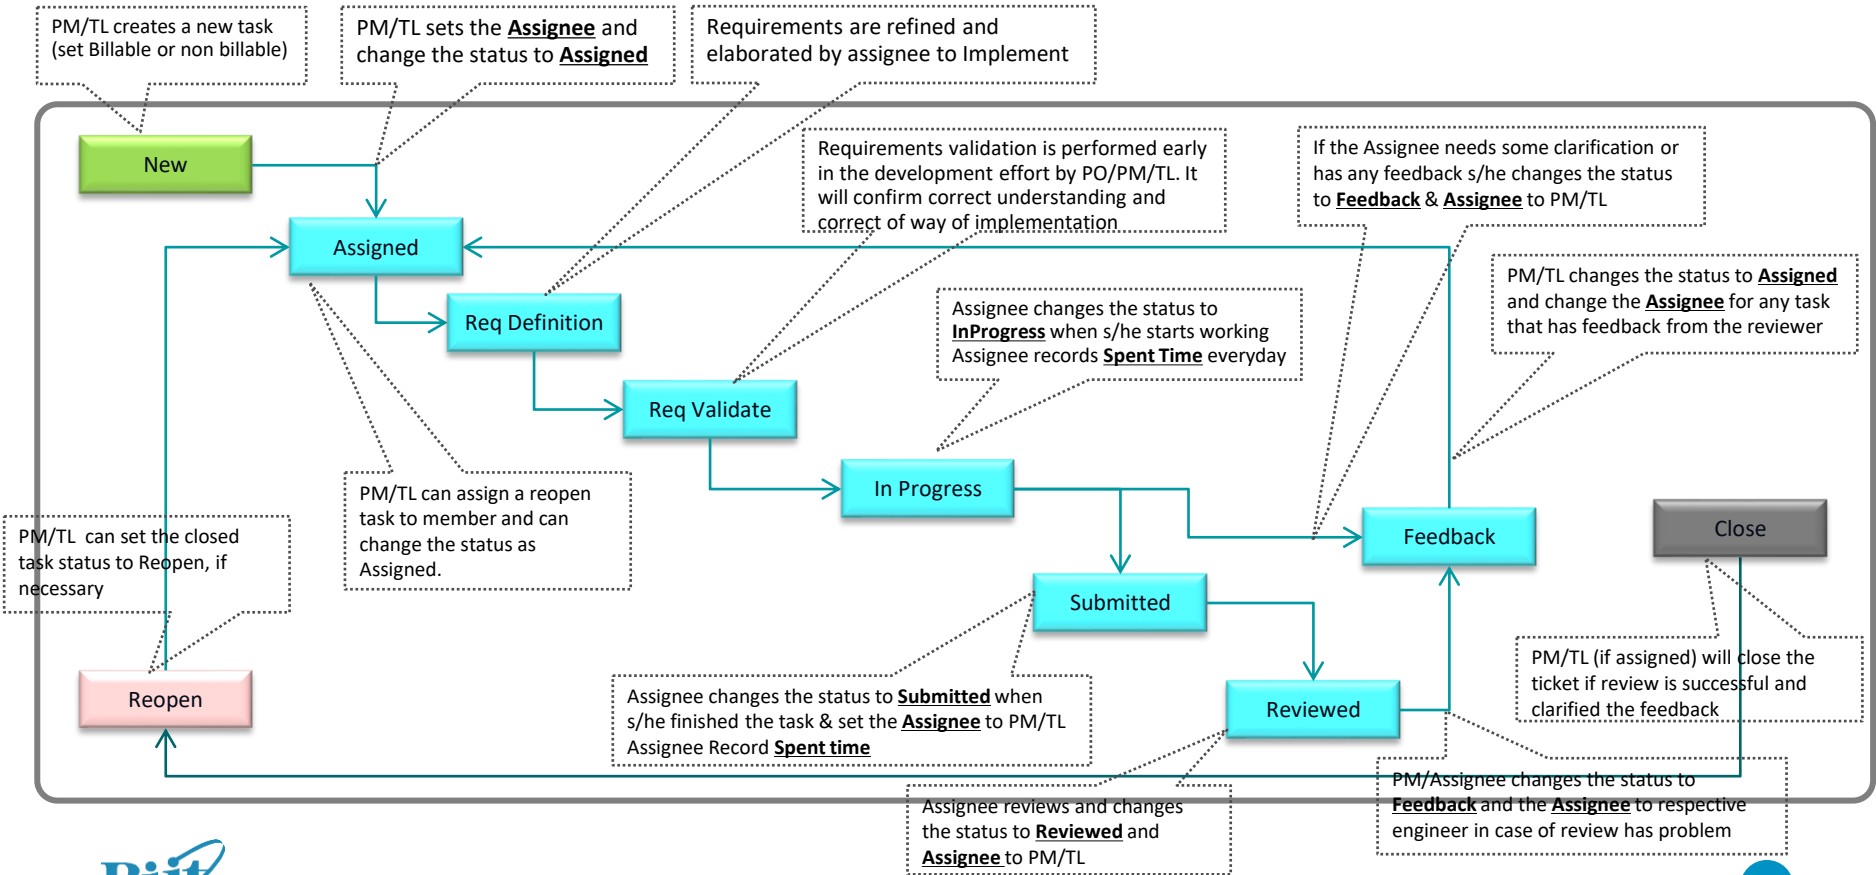 PM/TL creates a new task
(set Billable or non billable)
PM/TL sets the Assignee and
change the status to Assigned
Requirements are refined and
elaborated by assignee to Implement
New
Requirements validation is performed early
in the development effort by PO/PM/TL. It
will confirm correct understanding and
correct of way of implementation
If the Assignee needs some clarification or
has any feedback s/he changes the status
to Feedback & Assignee to PM/TL
Assigned
PM/TL changes the status to Assigned
and change the Assignee for any task
that has feedback from the reviewer
Req Definition
Assignee changes the status to
InProgress when s/he starts working
Assignee records Spent Time everyday
Req Validate
In Progress
PM/TL can assign a reopen
task to member and can
change the status as
Assigned.
PM/TL  can set the closed
task status to Reopen, if
necessary
Feedback
Close
Submitted
PM/TL (if assigned) will close the
ticket if review is successful and
clarified the feedback
Reopen
Assignee changes the status to Submitted when
s/he finished the task & set the Assignee to PM/TL
Assignee Record Spent time
Reviewed
PM/Assignee changes the status to
Feedback and the Assignee to respective
engineer in case of review has problem
Assignee reviews and changes
the status to Reviewed and
Assignee to PM/TL